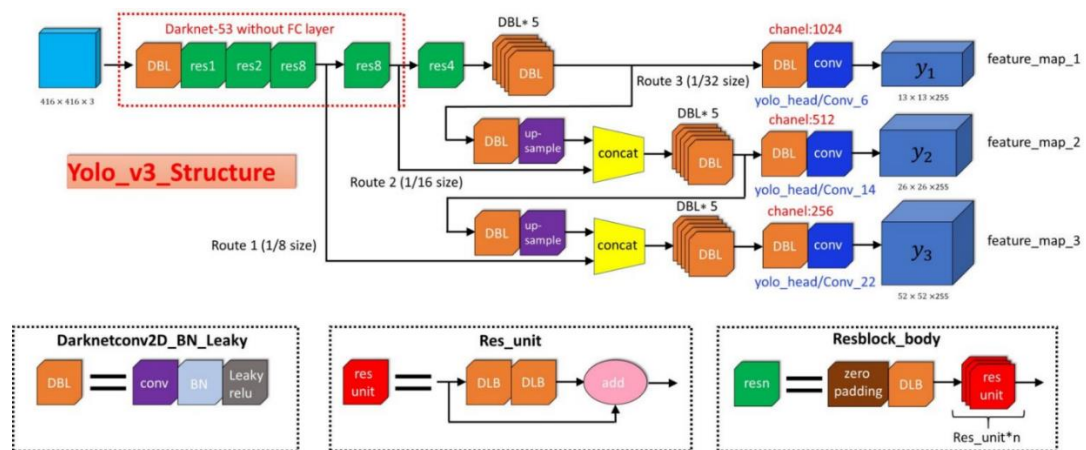 Darknet-53 without FC layer
DBL* 5
chanel:1024
416 × 416 ×3
DBL
res1
res2
res8
res8
res4
DBL
Route 3 (1/32 size)
DBL
conv
y₁
feature_map_1
yolo_head/Conv_6
13 × 13 ×255
DBL
up-
sample
concat
DBL* 5
DBL
chanel:512
DBL
conv
y₂
feature_map_2
yolo_head/Conv_14
26 × 26 ×255
Yolo_v3_Structure
Route 2 (1/16 size)
Route 1 (1/8 size)
DBL
up-
sample
concat
DBL* 5
DBL
chanel:256
DBL
conv
y₃
feature_map_3
yolo_head/Conv_22
52 × 52 ×255
Darknetconv2D_BN_Leaky
DBL
conv
BN
Leaky
relu
Res_unit
res
unit
DLB
DLB
add
Resblock_body
resn
zero
padding
DLB
res
unit
Res_unit*n